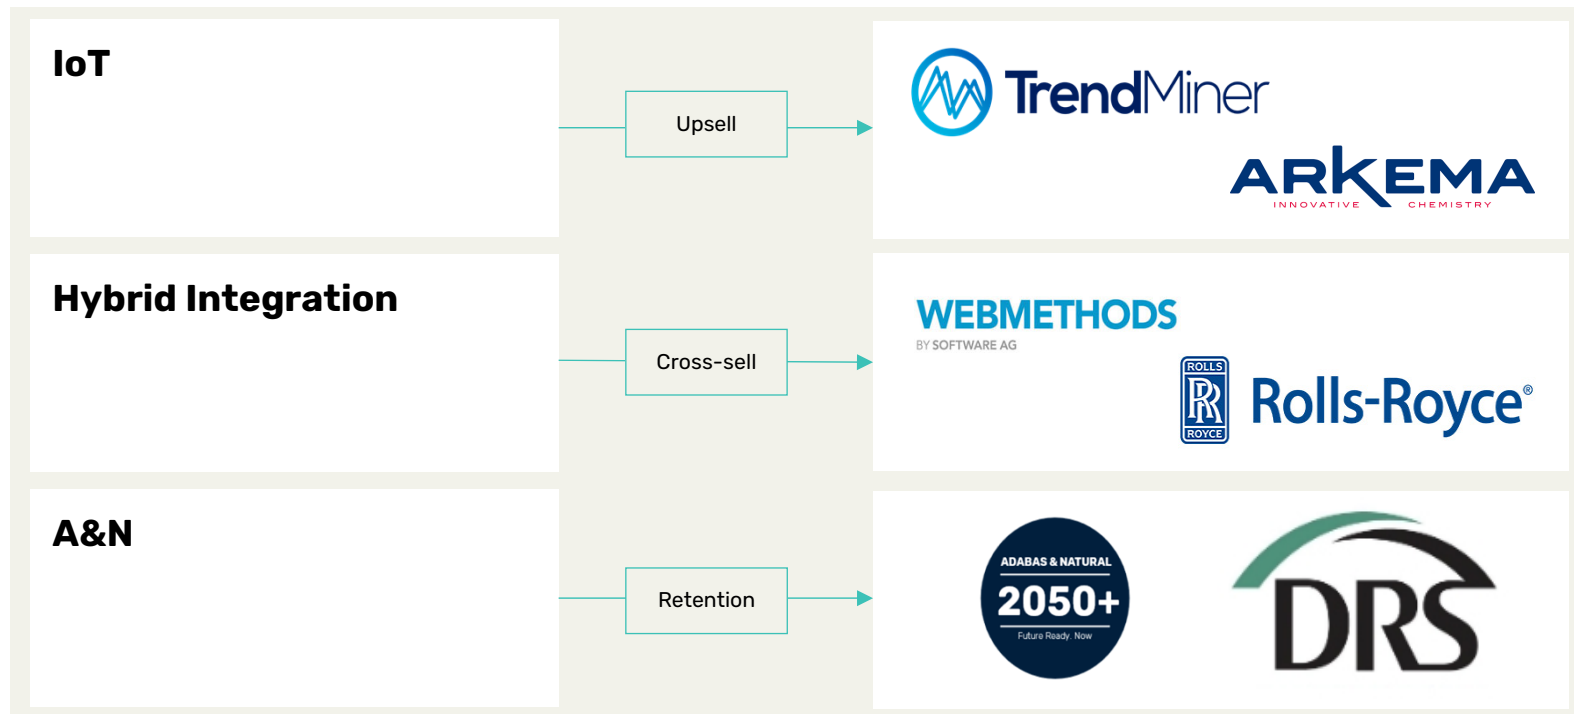 IoT
Upsell
TrendMiner
ARKEMA
INNOVATIVE CHEMISTRY
Hybrid Integration
Cross-sell
WEBMETHODS
BY SOFTWARE AG
ROLLS
RR
ROYCE
Rolls-Royce®
A&N
Retention
ADABAS & NATURAL
2050+
Future Ready. Now
DRS